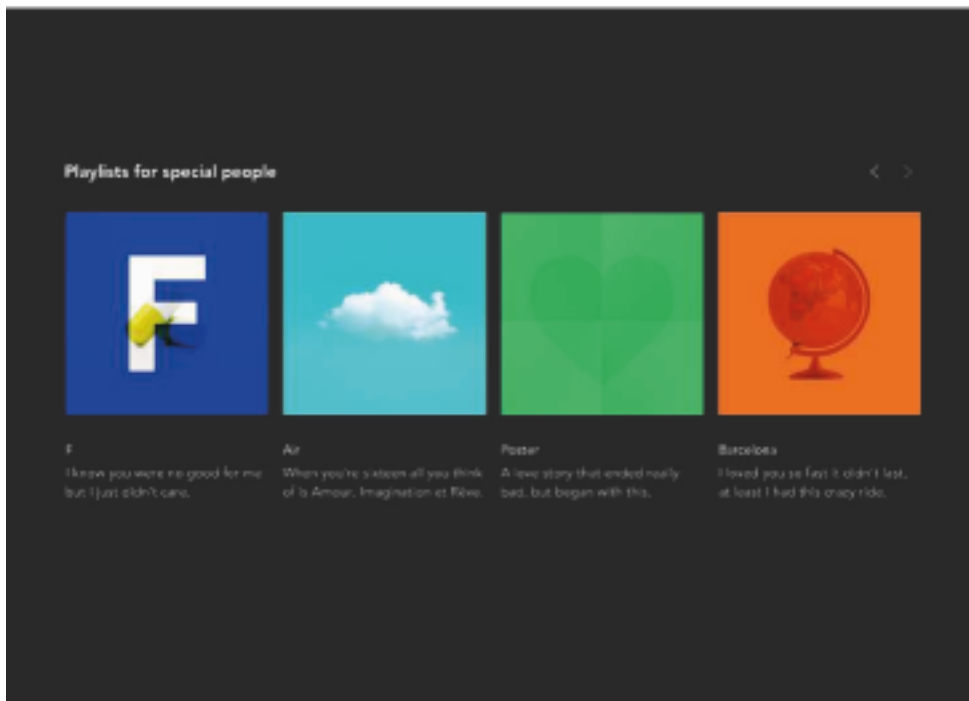 Playlists for special people
F
F
Air
Poster
Barcelona
I know you were no good for me
but I just didn't care.
When you're sixteen all you think
of is Amour, Imagination et Rêve.
A love story that ended really
bad, but began with this.
I loved you so fast it didn't last,
at least I had this crazy ride.